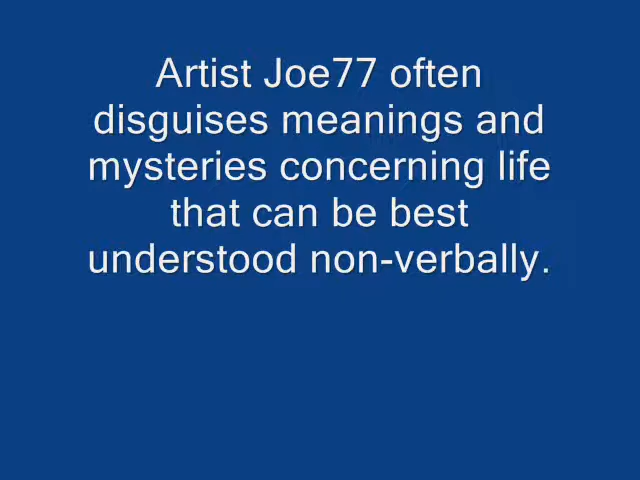 Artist Joe77 often
disguises meanings and
mysteries concerning life
that can be best
understood non-verbally.